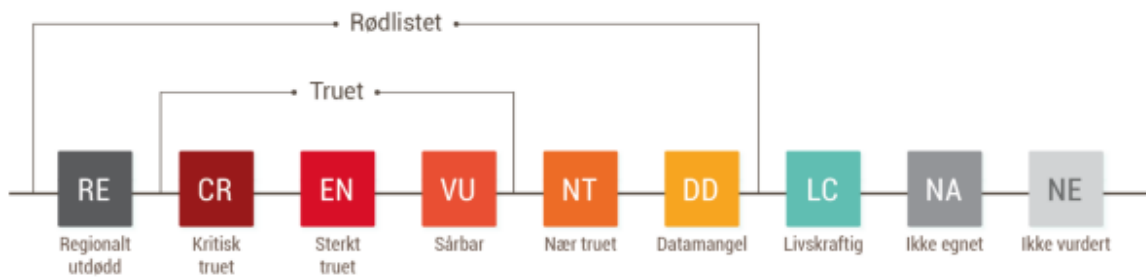 Rødlistet
Truet
RE
CR
EN
VU
NT
DD
LC
NA
NE
Regionalt
utdødd
Kritisk
truet
Sterkt
truet
Sårbar
Nær truet
Datamangel
Livskraftig
Ikke egnet
Ikke vurdert